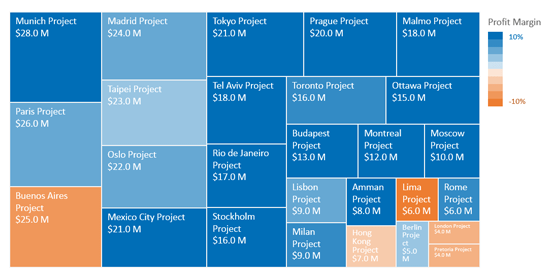 Munich Project
$28.0 M
Madrid Project
$24.0 M
Tokyo Project
$21.0 M
Prague Project
$20.0 M
Malmo Project
$18.0 M
Profit Margin
10%
-10%
Taipei Project
$23.0 M
Tel Aviv Project
$18.0 M
Toronto Project
$16.0 M
Ottawa Project
$15.0 M
Paris Project
$26.0 M
Oslo Project
$22.0 M
Rio de Janeiro
Project
$17.0 M
Budapest
Project
$13.0 M
Montreal
Project
$12.0 M
Moscow
Project
$10.0 M
Buenos Aires
Project
$25.0 M
Mexico City Project
$21.0 M
Stockholm
Project
$16.0 M
Lisbon
Project
$9.0 M
Amman
Project
$8.0 M
Lima
Project
$6.0 M
Rome
Project
$6.0 M
Milan
Project
$9.0 M
Hong
Kong
Project
$7.0 M
Berlin
Proje
ct
$5.0
M
London Project
$4.0 M
Pretoria Project
$4.0 M